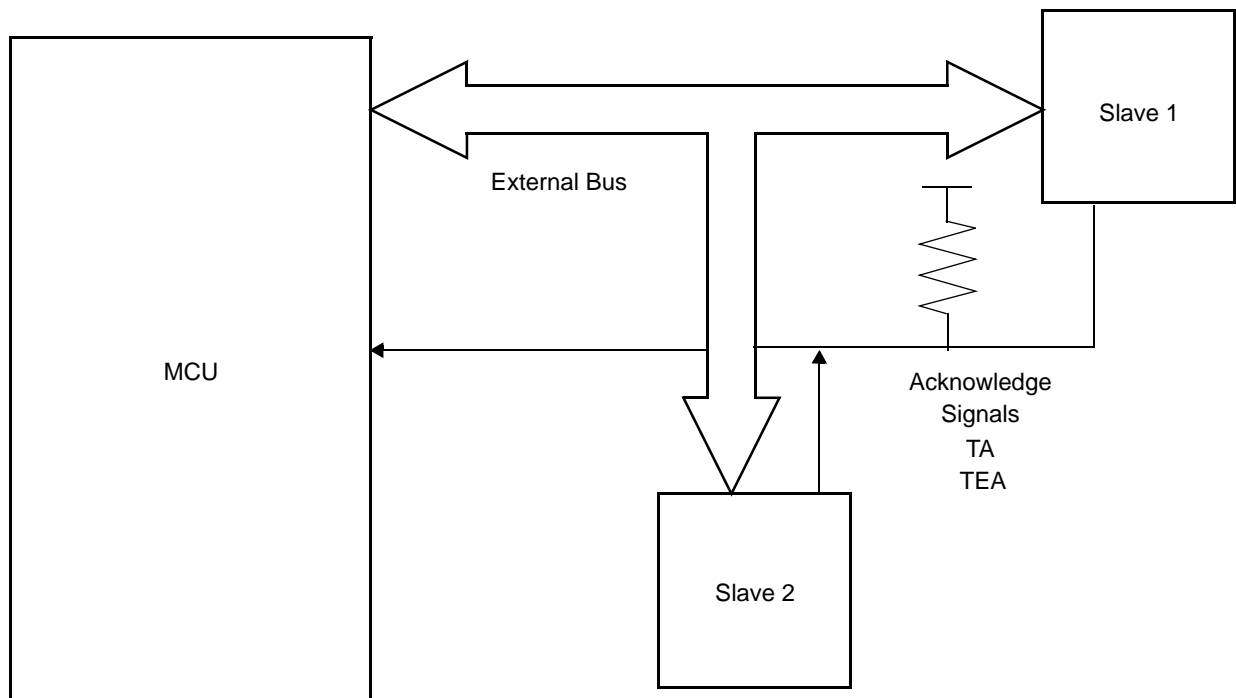 Slave 1
External Bus
MCU
Acknowledge
Signals
TA
TEA
Slave 2